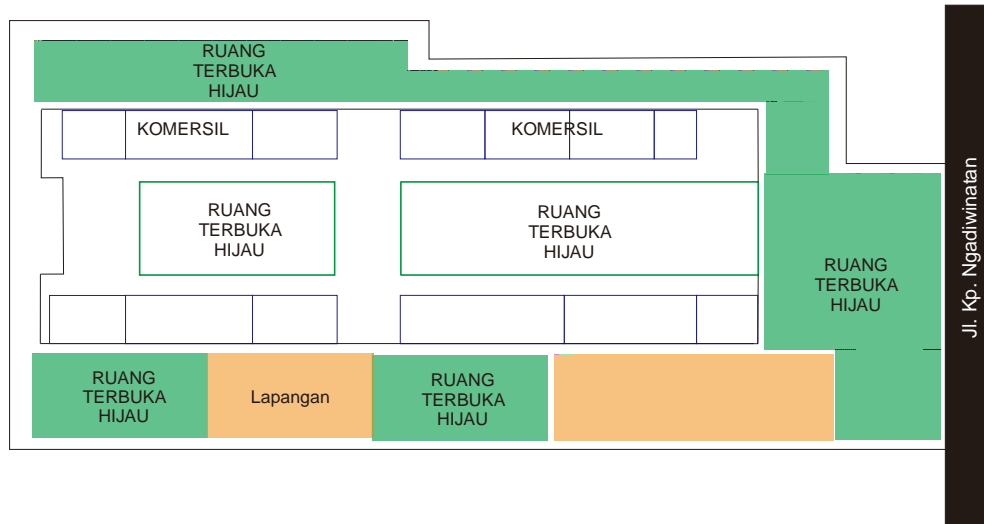 RUANG
TERBUKA
HIJAU
KOMERSIL
KOMERSIL
RUANG
TERBUKA
HIJAU
RUANG
TERBUKA
HIJAU
RUANG
TERBUKA
HIJAU
Jl. Kp. Ngadiwinatan
RUANG
TERBUKA
HIJAU
Lapangan
RUANG
TERBUKA
HIJAU